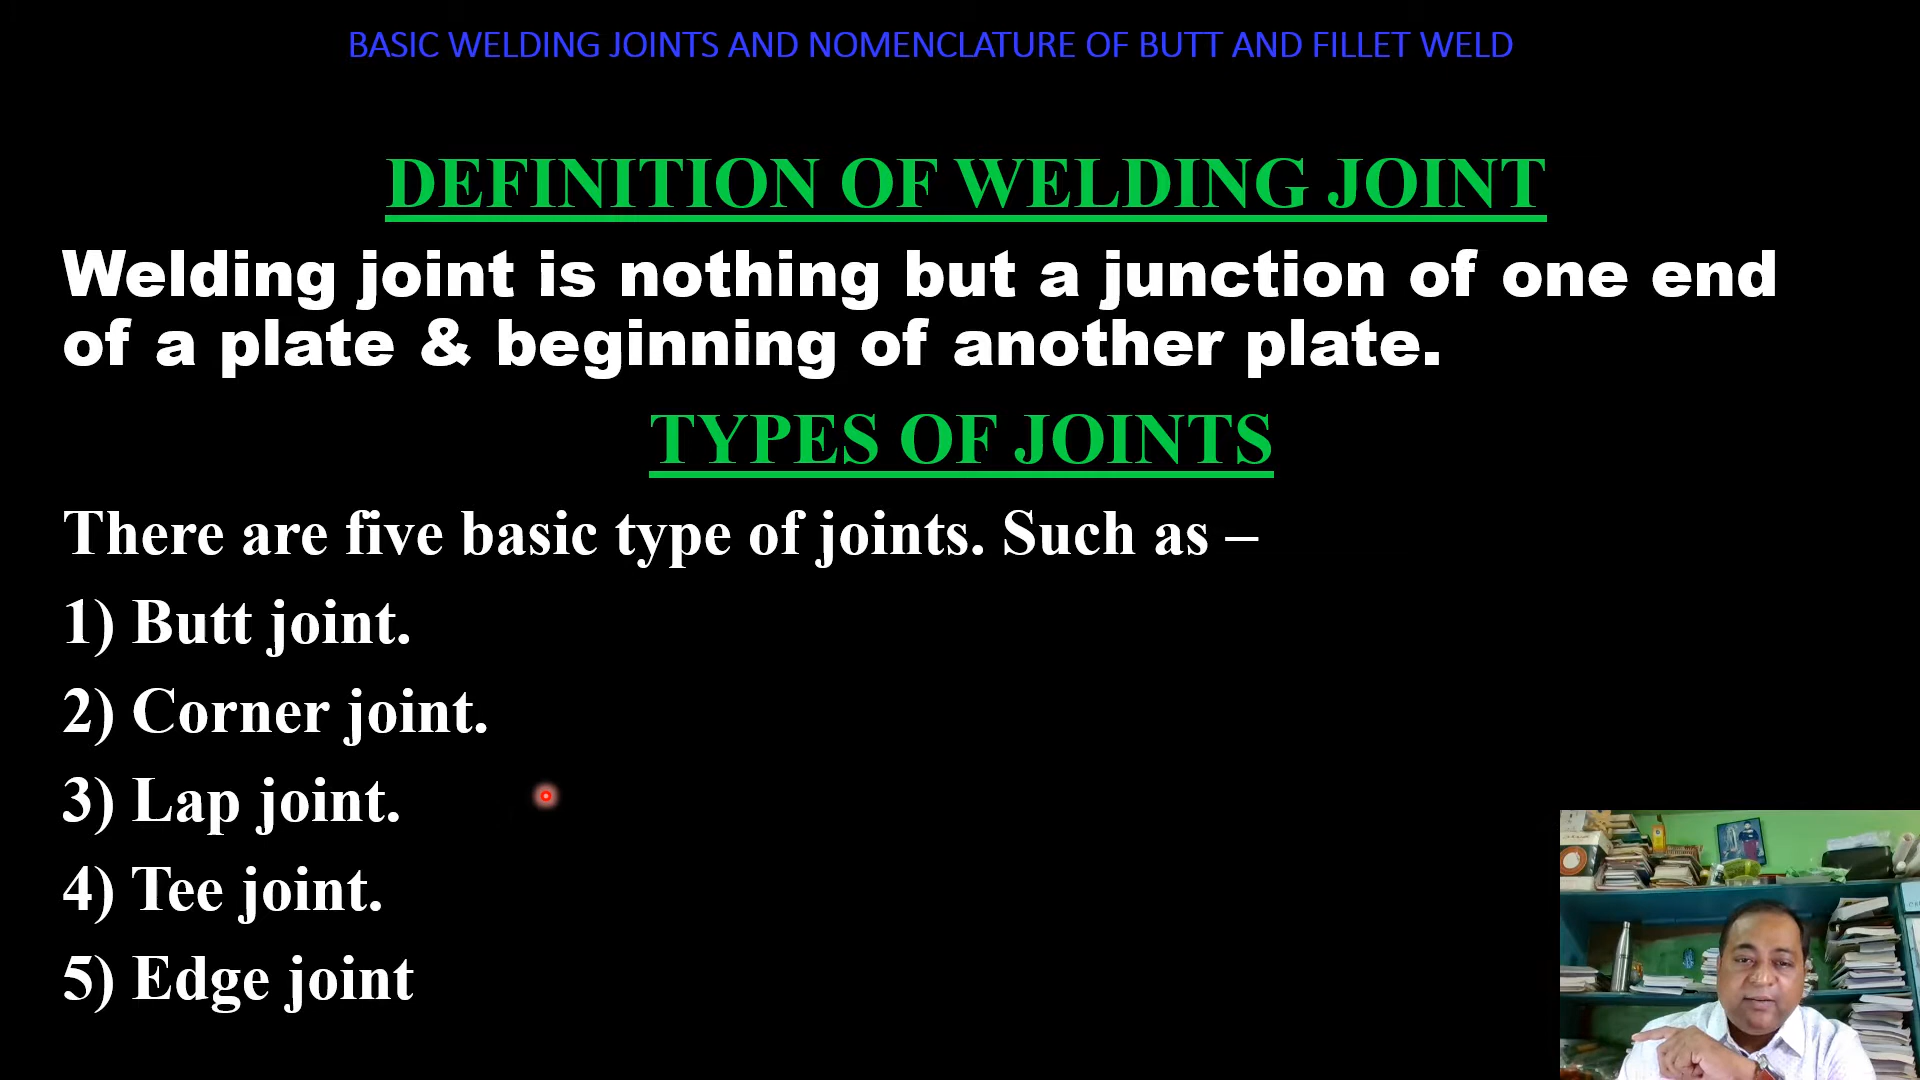 BASIC WELDING JOINTS AND NOMENCLATURE OF BUTT AND FILLET WELD
DEFINITION OF WELDING JOINT
Welding joint is nothing but a junction of one end
of a plate & beginning of another plate.
TYPES OF JOINTS
There are five basic type of joints. Such as –
1) Butt joint.
2) Corner joint.
3) Lap joint.
4) Tee joint.
5) Edge joint